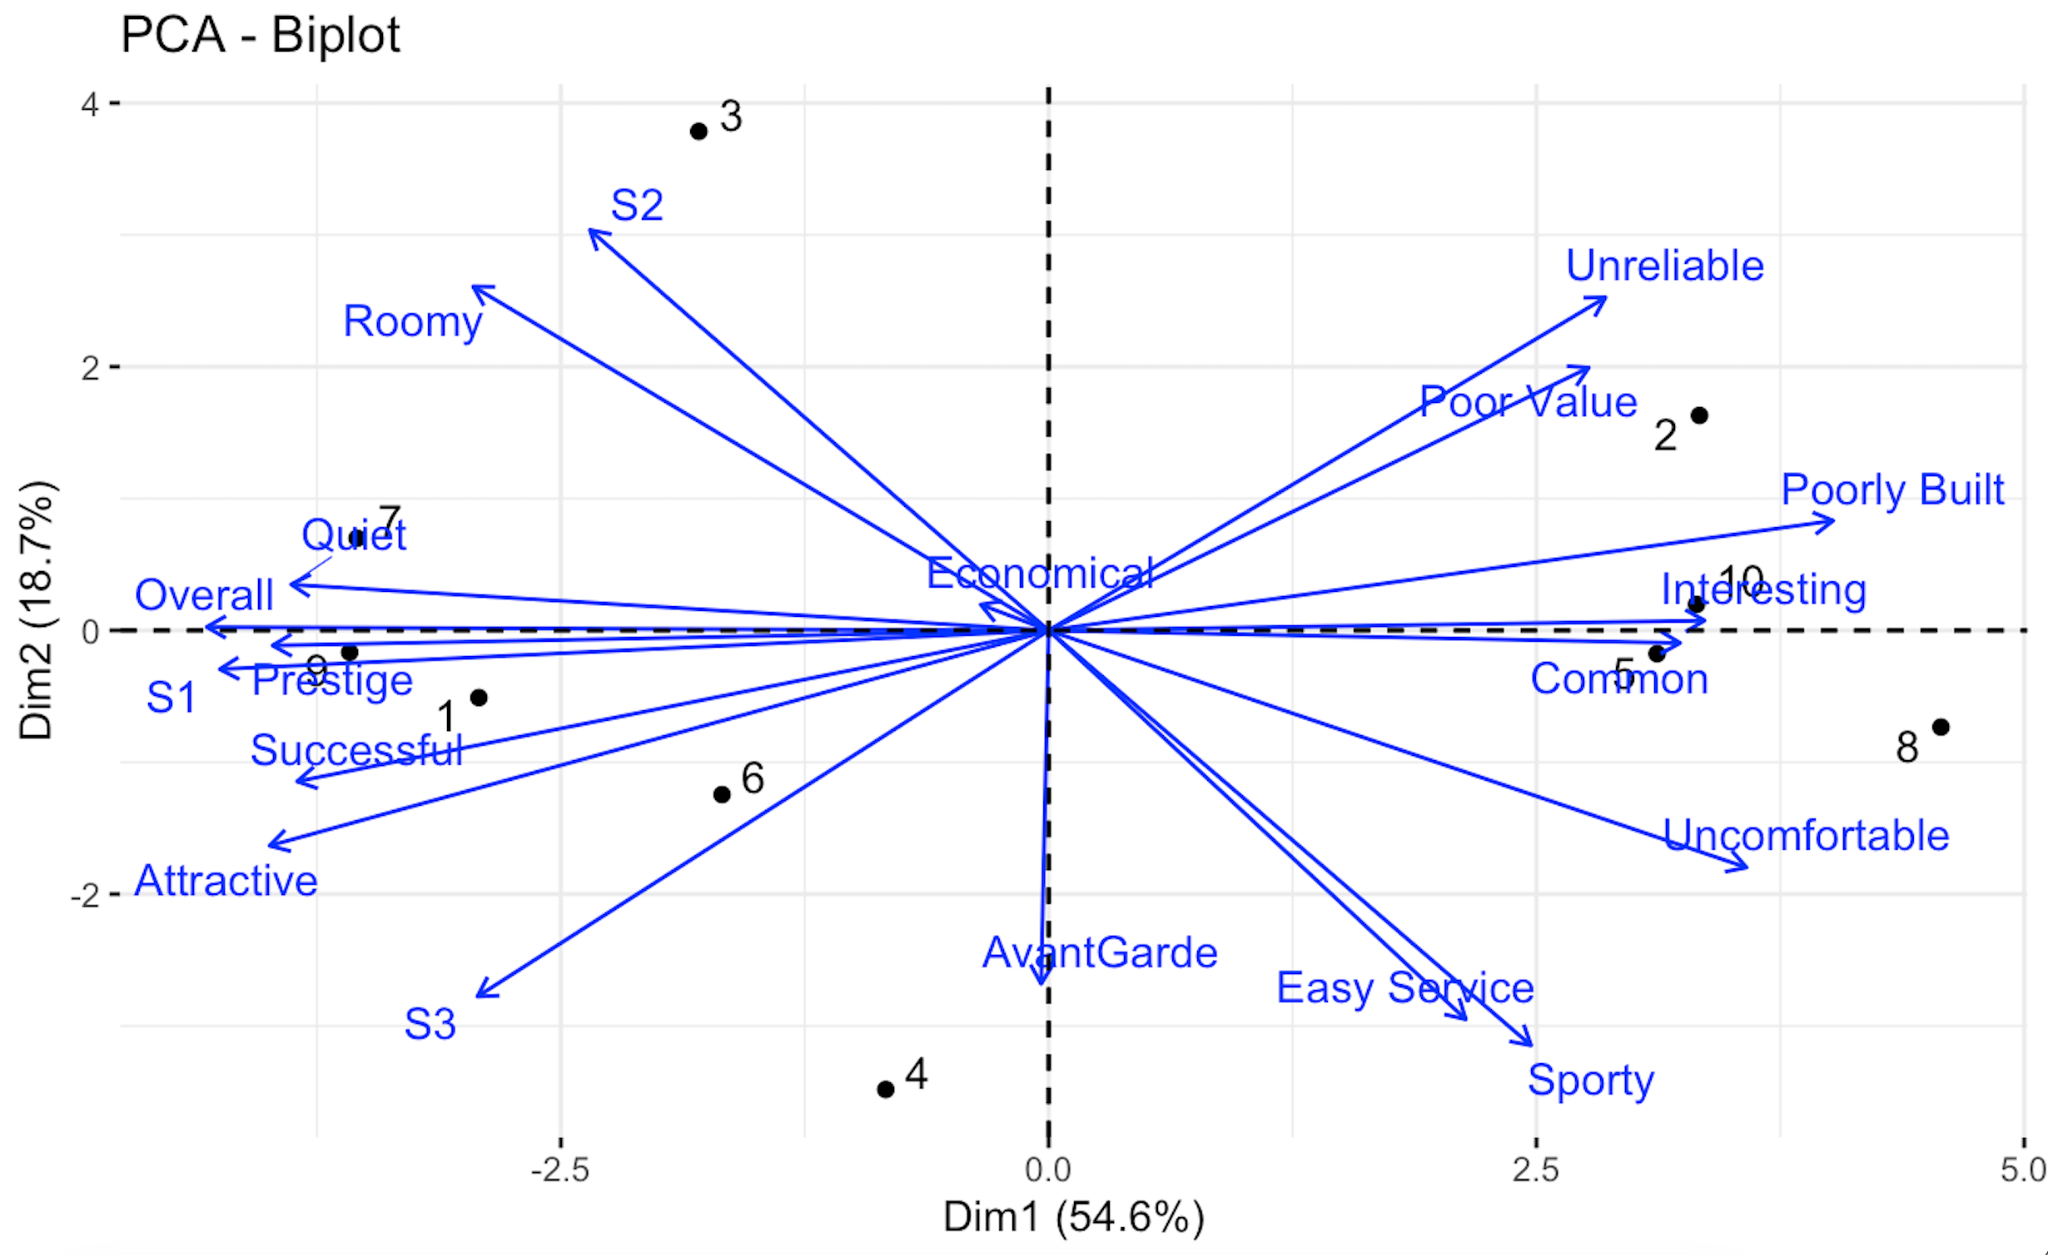 PCA - Biplot
4
3
S2
Unreliable
Roomy
2
Poor Value
2
Poorly Built
7
Quiet
Economical
10
Interesting
Overall
0
9
Prestige
5
Common
S1
1
8
Successful
6
Uncomfortable
Attractive
-2
AvantGarde
Easy Service
S3
4
Sporty
-2.5
0.0
2.5
5.0
Dim1 (54.6%)
Dim2 (18.7%)